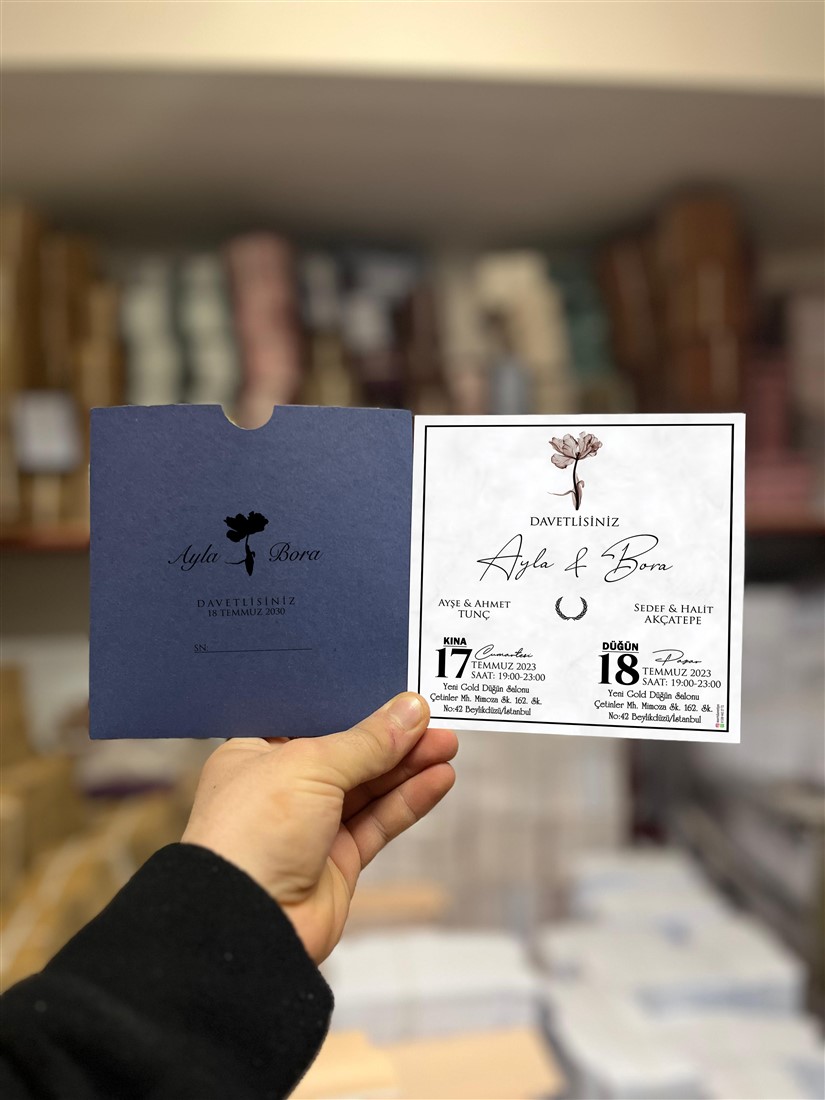 Ayla Bora
DAVETLİSİNİZ
18 TEMMUZ 2030
SN:
DAVETLİSİNİZ
Ayla & Bora
AYŞE & AHMET
TUNÇ
SEDEF & HALİT
AKÇATEPE
KINA
17 Cumartesi
TEMMUZ 2023
SAAT: 19:00-23:00
Yeni Gold Düğün Salonu
Çetinler Mh. Mimoza Sk. 162. Sk.
No:42 Beylikdüzü/İstanbul
DÜĞÜN
18 Pazar
TEMMUZ 2023
SAAT: 19:00-23:00
Yeni Gold Düğün Salonu
Çetinler Mh. Mimoza Sk. 162. Sk.
No:42 Beylikdüzü/İstanbul